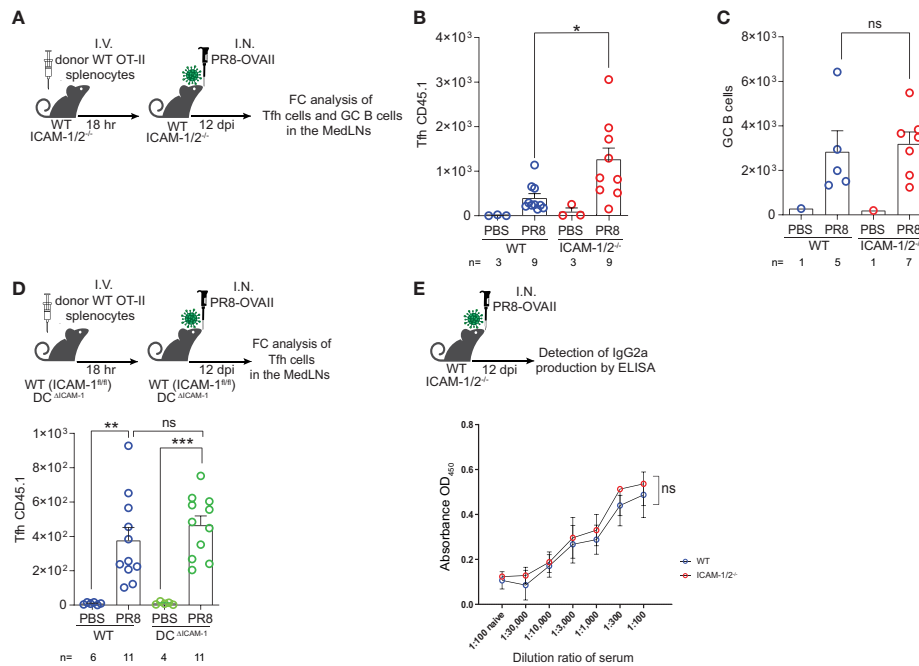 A
I.V.
donor WT OT-II
splenocytes
I.N.
PR8-OVAII
WT
ICAM-1/2-/-
18 hr
WT
ICAM-1/2-/-
12 dpi
FC analysis of
Tfh cells and GC B cells
in the MedLNs
B
Tfh CD45.1
4×10³
3×10³
2×10³
1×10³
0
*
PBS PR8 PBS PR8
WT ICAM-1/2-/-
n= 3 9 3 9
C
GC B cells
8×10³
6×10³
4×10³
2×10³
0
ns
PBS PR8 PBS PR8
WT ICAM-1/2-/-
n= 1 5 1 7
D
I.V.
donor WT OT-II
splenocytes
I.N.
PR8-OVAII
18 hr
12 dpi
WT (ICAM-1fl/fl)
DC ΔICAM-1
WT (ICAM-1fl/fl)
DC ΔICAM-1
FC analysis of
Tfh cells
in the MedLNs
Tfh CD45.1
1×10³
8×10²
6×10²
4×10²
2×10²
0
** ns
***
PBS PR8 PBS PR8
WT DC ΔICAM-1
n= 6 11 4 11
E
I.N.
PR8-OVAII
WT
ICAM-1/2-/-
12 dpi
Detection of IgG2a
production by ELISA
Absorbance OD450
0.8
0.6
0.4
0.2
0.0
ns
WT
ICAM-1/2-/-
1:100 naive
1:30,000
1:10,000
1:3,000
1:1,000
1:300
1:100
Dilution ratio of serum